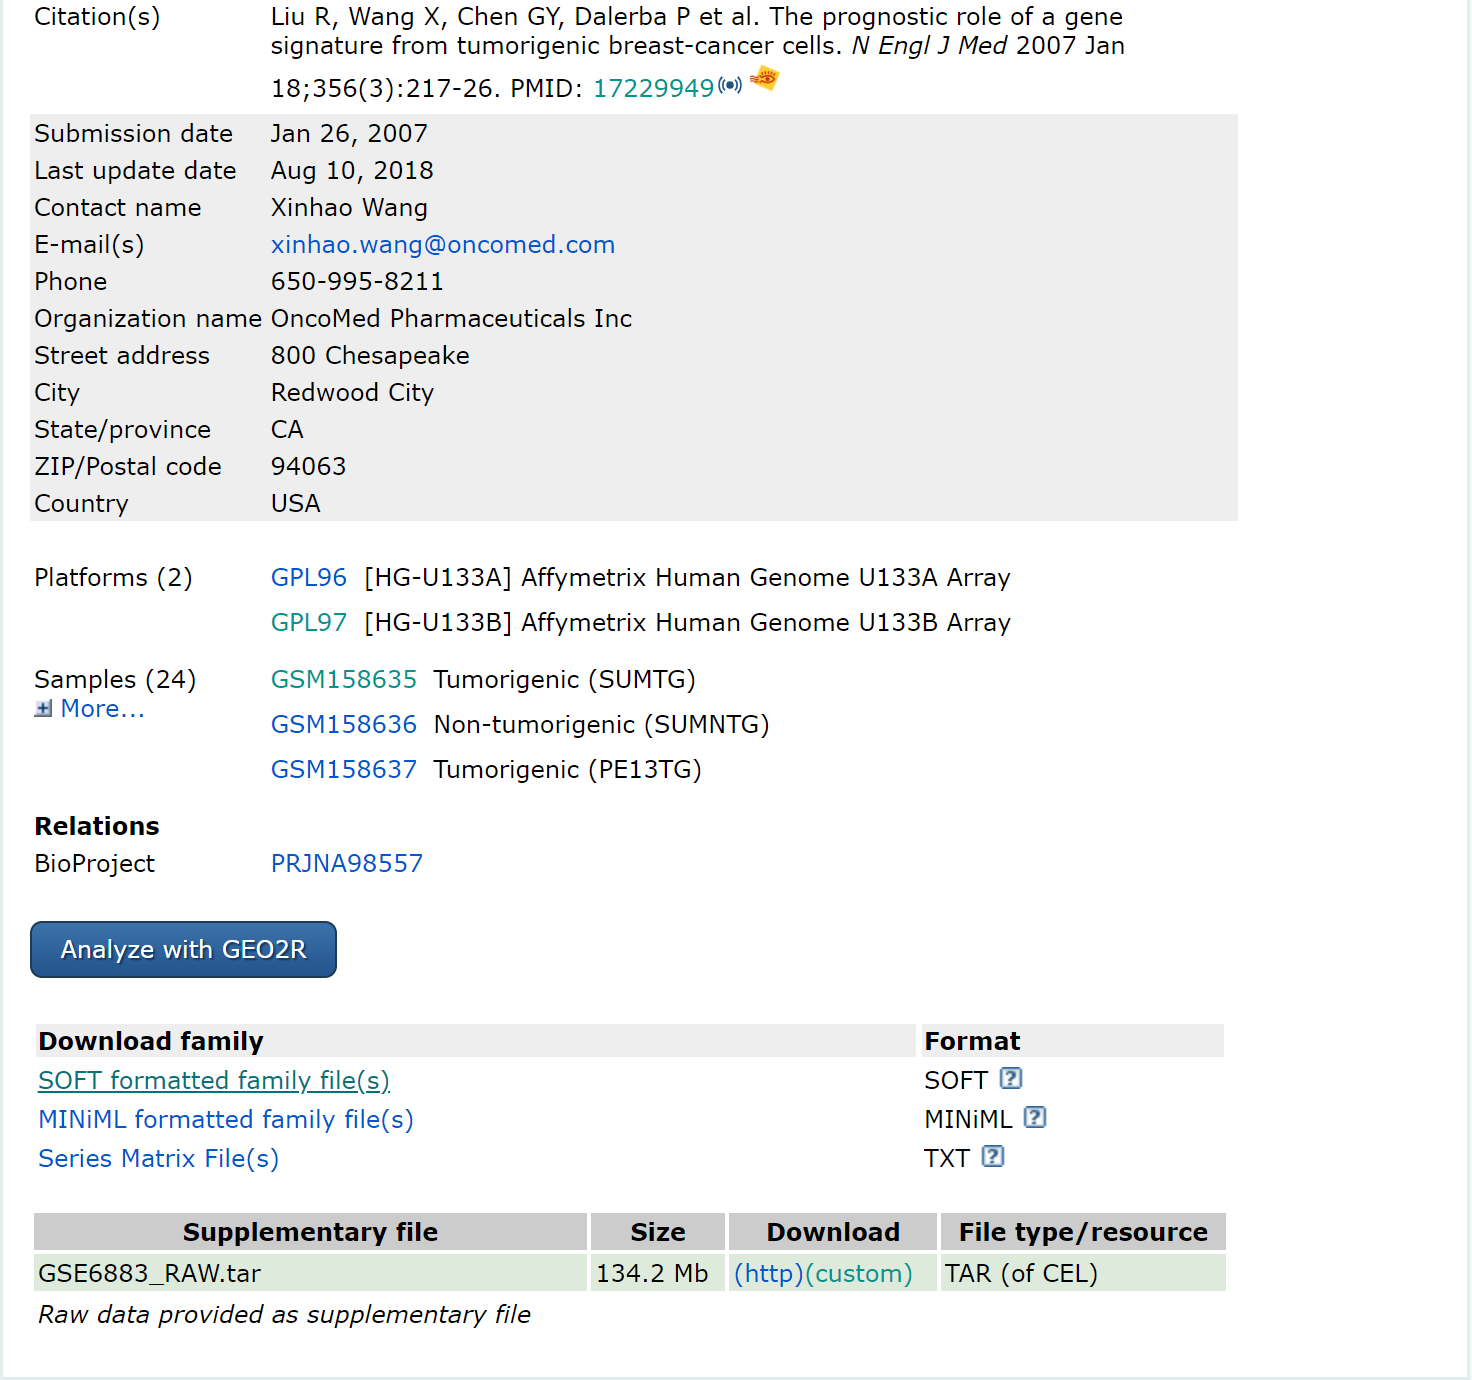 Citation(s) Liu R, Wang X, Chen GY, Dalerba P et al. The prognostic role of a gene
signature from tumorigenic breast-cancer cells. N Engl J Med 2007 Jan
18;356(3):217-26. PMID: 17229949
Submission date Jan 26, 2007
Last update date Aug 10, 2018
Contact name Xinhao Wang
E-mail(s) xinhao.wang@oncomed.com
Phone 650-995-8211
Organization name OncoMed Pharmaceuticals Inc
Street address 800 Chesapeake
City Redwood City
State/province CA
ZIP/Postal code 94063
Country USA
Platforms (2) GPL96 [HG-U133A] Affymetrix Human Genome U133A Array
GPL97 [HG-U133B] Affymetrix Human Genome U133B Array
Samples (24) GSM158635 Tumorigenic (SUMTG)
More...
GSM158636 Non-tumorigenic (SUMNTG)
GSM158637 Tumorigenic (PE13TG)
Relations
BioProject PRJNA98557
Analyze with GEO2R
Download family Format
SOFT formatted family file(s) SOFT ?
MINiML formatted family file(s) MINiML ?
Series Matrix File(s) TXT ?
Supplementary file Size Download File type/resource
GSE6883_RAW.tar 134.2 Mb (http)(custom) TAR (of CEL)
Raw data provided as supplementary file